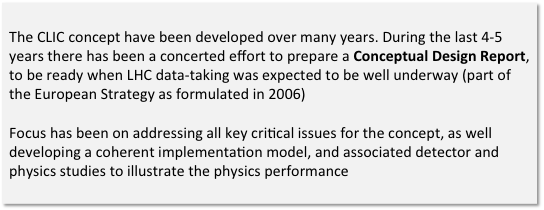 The CLIC concept have been developed over many years. During the last 4-5
years there has been a concerted effort to prepare a Conceptual Design Report,
to be ready when LHC data-taking was expected to be well underway (part of
the European Strategy as formulated in 2006)
Focus has been on addressing all key critical issues for the concept, as well
developing a coherent implementation model, and associated detector and
physics studies to illustrate the physics performance